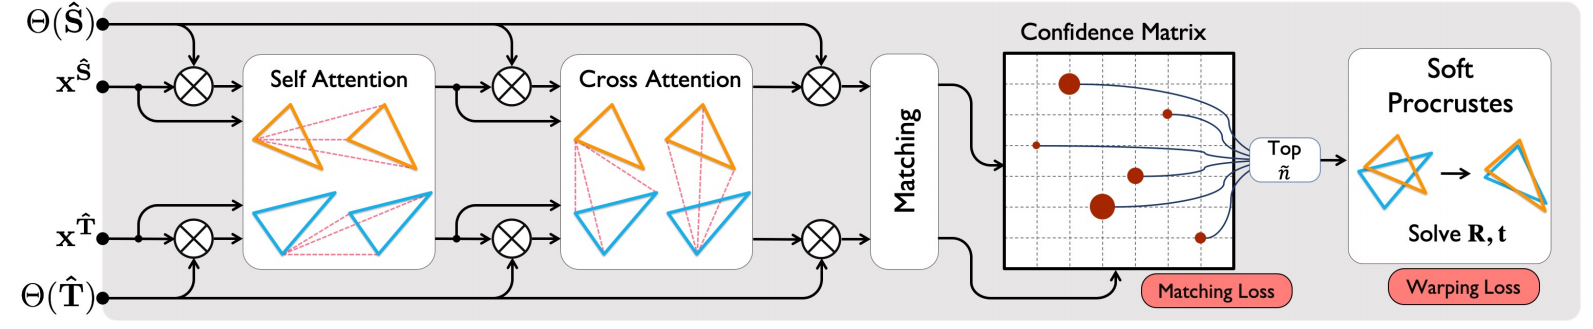 Θ(Ŝ)
x^Ŝ
x^T̂
Θ(T̂)
Self Attention
Cross Attention
Matching
Confidence Matrix
Top
ñ
Matching Loss
Soft
Procrustes
Solve R, t
Warping Loss